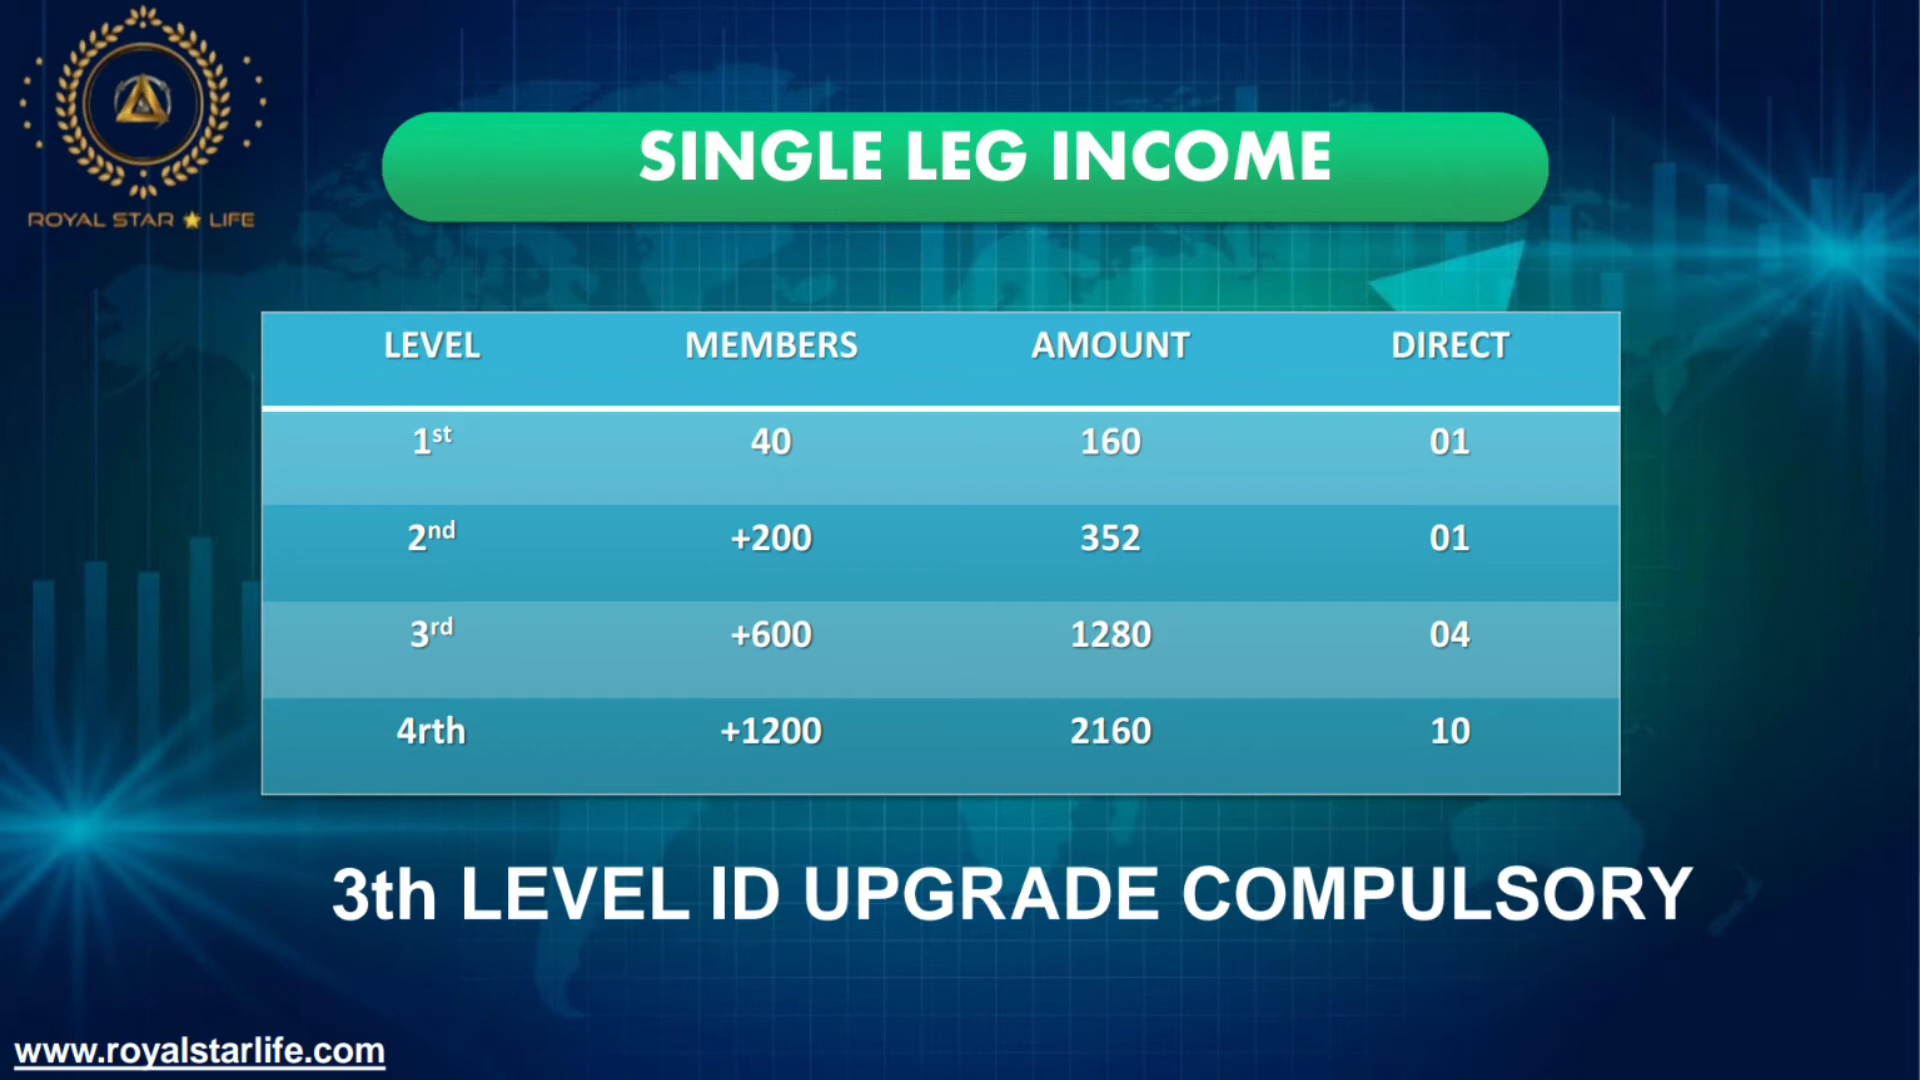 ROYAL STAR LIFE
SINGLE LEG INCOME
LEVEL MEMBERS AMOUNT DIRECT
1st 40 160 01
2nd +200 352 01
3rd +600 1280 04
4rth +1200 2160 10
3th LEVEL ID UPGRADE COMPULSORY
www.royalstarlife.com